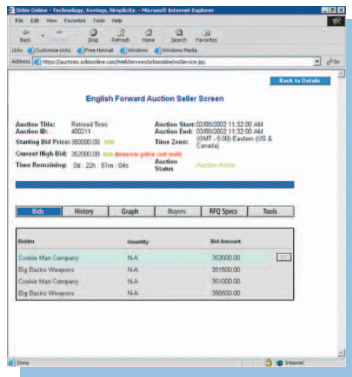 Orbis Online - Technology, Savings, Simplicity. - Microsoft Internet Explorer
File Edit View Favorites Tools Help
Back Stop Refresh Home Search Favorites
Links Customize Links Free Hotmail Windows Windows Media
Address Go
Back to Details
English Forward Auction Seller Screen
Auction Title: Retread Tires Auction Start: 02/08/2002 11:32:00 AM
Auction ID: 400211 Auction End: 03/08/2002 11:32:00 AM
Starting Bid Price: 350000.00 Time Zone: (GMT - 5:00) Eastern (US & Canada)
Current High Bid: 352000.00 (reserve price not met)
Time Remaining: 0d : 22h : 51m : 04s Auction Status Auction Active
Bids History Graph Buyers RFQ Specs Tools
Bidder Quantity Bid Amount
Cookie Man Company N-A 352000.00
Big Backs Weapons N-A 351500.00
Cookie Man Company N-A 351000.00
Big Backs Weapons N-A 350500.00
Done Internet